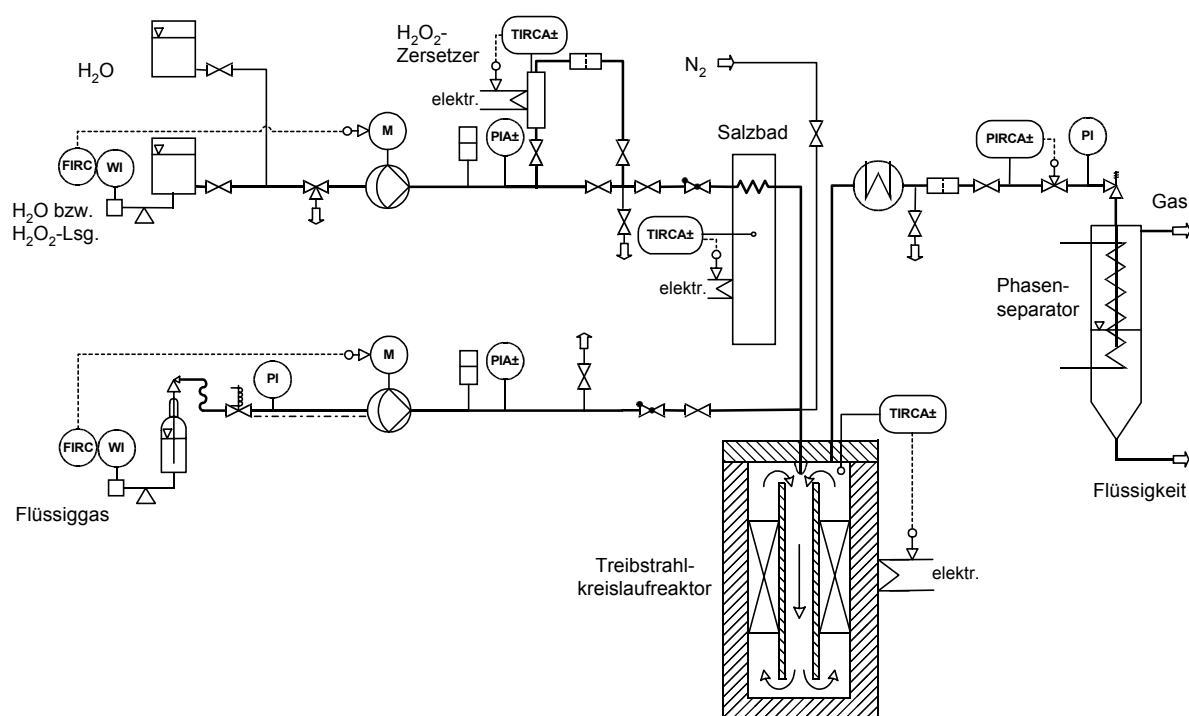 H₂O
FIRC
WI
H₂O bzw.
H₂O₂-Lsg.
M
H₂O₂-
Zersetzer
TIRCA±
elektr.
PIA±
N₂
Salzbad
TIRCA±
elektr.
PIRCA±
PI
Gas
Phasen-
separator
Flüssigkeit
FIRC
WI
Flüssiggas
PI
M
PIA±
TIRCA±
elektr.
Treibstrahl-
kreislaufreaktor